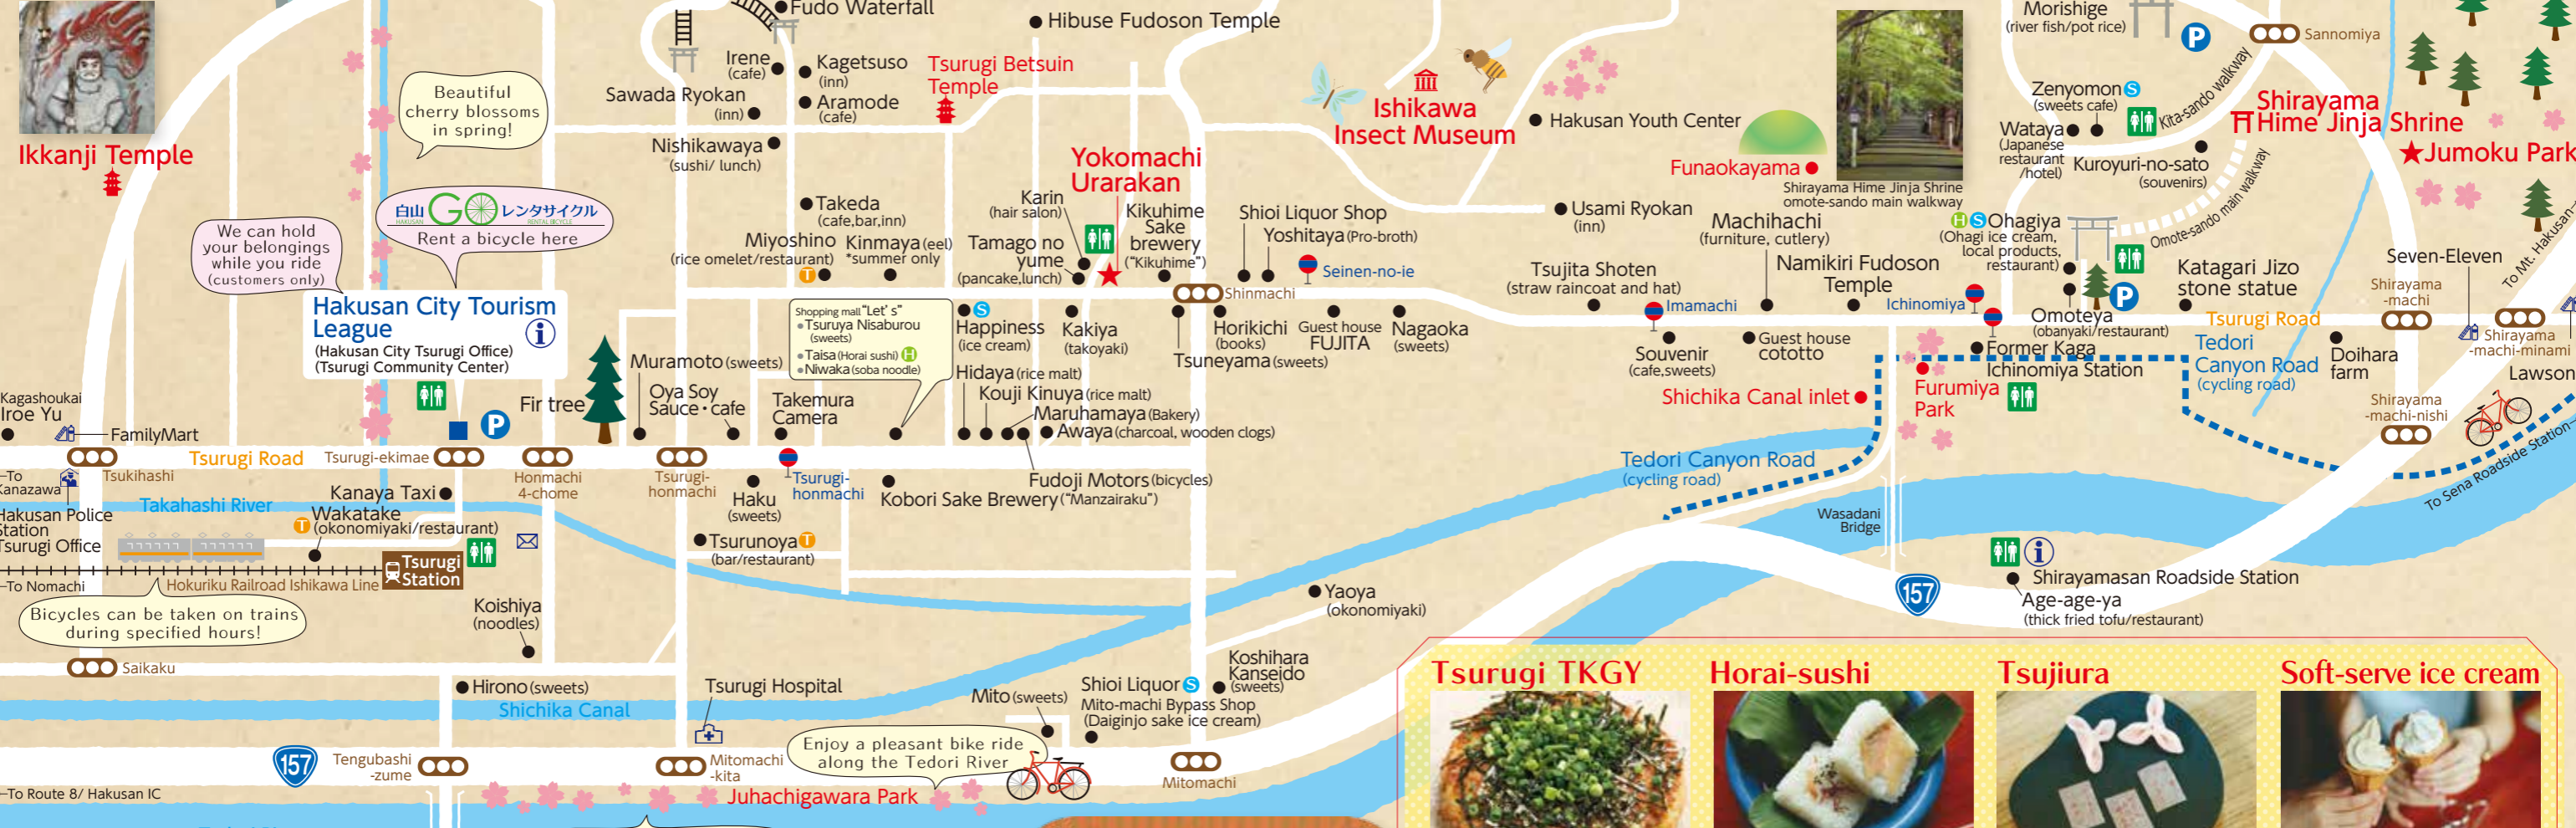 Fudo Waterfall
Hibuse Fudoson Temple
Morishige
(river fish/pot rice)
P
Sannomiya
Irene
(cafe)
Kagetsuso
(inn)
Tsurugi Betsuin
Temple
Sawada Ryokan
(inn)
Aramode
(cafe)
Nishikawaya
(sushi/ lunch)
Beautiful
cherry blossoms
in spring!
Ikkanji Temple
Ishikawa
Insect Museum
Hakusan Youth Center
Funaokayama
Shirayama Hime Jinja Shrine
omote-sando main walkway
Zenyomon S
(sweets cafe)
Kita-sando walkway
Wataya
(Japanese
restaurant
/hotel)
Kuroyuri-no-sato
(souvenirs)
Shirayama
Hime Jinja Shrine
Jumoku Park
Omote-sando main walkway
Yokomachi
Urarakan
白山 GO レンタサイクル
HAKUSAN RENTAL BICYCLE
Rent a bicycle here
We can hold
your belongings
while you ride
(customers only)
Takeda
(cafe,bar,inn)
Karin
(hair salon)
Kikuhime
Sake
brewery
("Kikuhime")
Miyoshino
(rice omelet/restaurant)
T
Kinmaya (eel)
*summer only
Tamago no
yume
(pancake,lunch)
Shioi Liquor Shop
Yoshitaya (Pro-broth)
Seinen-no-ie
Usami Ryokan
(inn)
Machihachi
(furniture, cutlery)
Tsujita Shoten
(straw raincoat and hat)
Namikiri Fudoson
Temple
H S Ohagiya
(Ohagi ice cream,
local products,
restaurant)
Katagari Jizo
stone statue
P
Seven-Eleven
To Mt. Hakusan
Hakusan City Tourism
League
(Hakusan City Tsurugi Office)
(Tsurugi Community Center)
Shinmachi
Imamachi
Ichinomiya
Omoteya
(obanyaki/restaurant)
Tsurugi Road
Shirayama
-machi
Shirayama
-machi-minami
Shopping mall "Let' s"
Tsuruya Nisaburou
(sweets)
Taisa (Horai sushi) H
Niwaka (soba noodle)
S
Happiness
(ice cream)
Kakiya
(takoyaki)
Tsuneyama (sweets)
Horikichi
(books)
Guest house
FUJITA
Nagaoka
(sweets)
Souvenir
(cafe,sweets)
Guest house
cototto
Former Kaga
Ichinomiya Station
Tedori
Canyon Road
(cycling road)
Doihara
farm
Lawson
Muramoto (sweets)
Oya Soy
Sauce・cafe
Takemura
Camera
Hidaya (rice malt)
Kouji Kinuya (rice malt)
Maruhamaya (Bakery)
Awaya (charcoal, wooden clogs)
Fir tree
Shichika Canal inlet
Furumiya
Park
Shirayama
-machi-nishi
Kagashoukai
Iroe Yu
FamilyMart
P
Tsurugi Road
Tsurugi-ekimae
Tsukihashi
To
Kanazawa
Honmachi
4-chome
Tsurugi-
honmachi
Tsurugi-
honmachi
Haku
(sweets)
Kobori Sake Brewery ("Manzairaku")
Fudoji Motors (bicycles)
Tedori Canyon Road
(cycling road)
To Sena Roadside Station
Takahashi River
Kanaya Taxi
Hakusan Police
Station
Tsurugi Office
T
Wakatake
(okonomiyaki/restaurant)
Tsurunoya T
(bar/restaurant)
Wasadani
Bridge
Tsurugi
Station
To Nomachi
Hokuriku Railroad Ishikawa Line
Bicycles can be taken on trains
during specified hours!
Koishiya
(noodles)
Yaoya
(okonomiyaki)
157
Shirayamasan Roadside Station
Age-age-ya
(thick fried tofu/restaurant)
Saikaku
Hirono (sweets)
Shichika Canal
Tsurugi Hospital
Mito (sweets)
Shioi Liquor S
Mito-machi Bypass Shop
(Daiginjo sake ice cream)
Koshihara
Kanseido
(sweets)
157
Tengubashi
-zume
Mitomachi
-kita
Enjoy a pleasant bike ride
along the Tedori River
Mitomachi
To Route 8/ Hakusan IC
Juhachigawara Park
Tsurugi TKGY
Horai-sushi
Tsujiura
Soft-serve ice cream